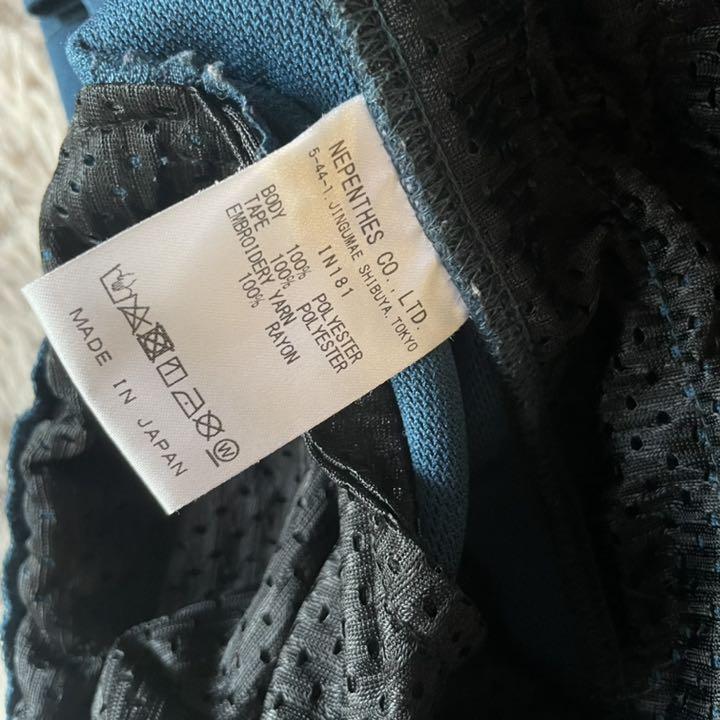 NEPENTHES CO., LTD.
5-44-1, JINGUMAE SHIBUYA, TOKYO
IN181
BODY 100% POLYESTER
TAPE 100% POLYESTER
EMBROIDERY YARN
100% RAYON
W
MADE IN JAPAN